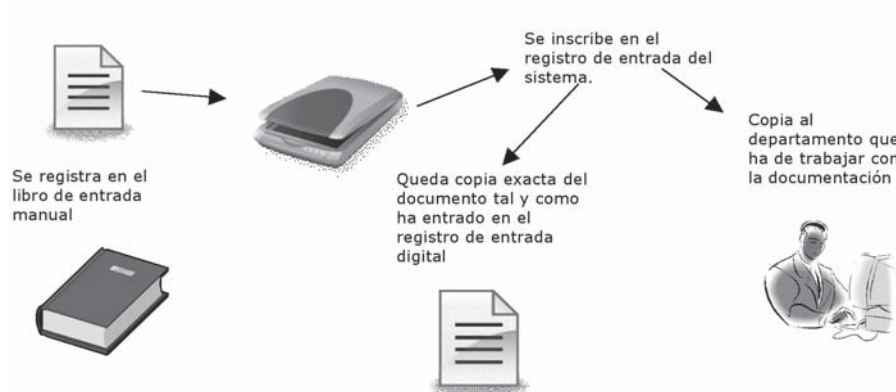 Se registra en el
libro de entrada
manual
Se inscribe en el
registro de entrada del
sistema.
Queda copia exacta del
documento tal y como
ha entrado en el
registro de entrada
digital
Copia al
departamento que
ha de trabajar con
la documentación